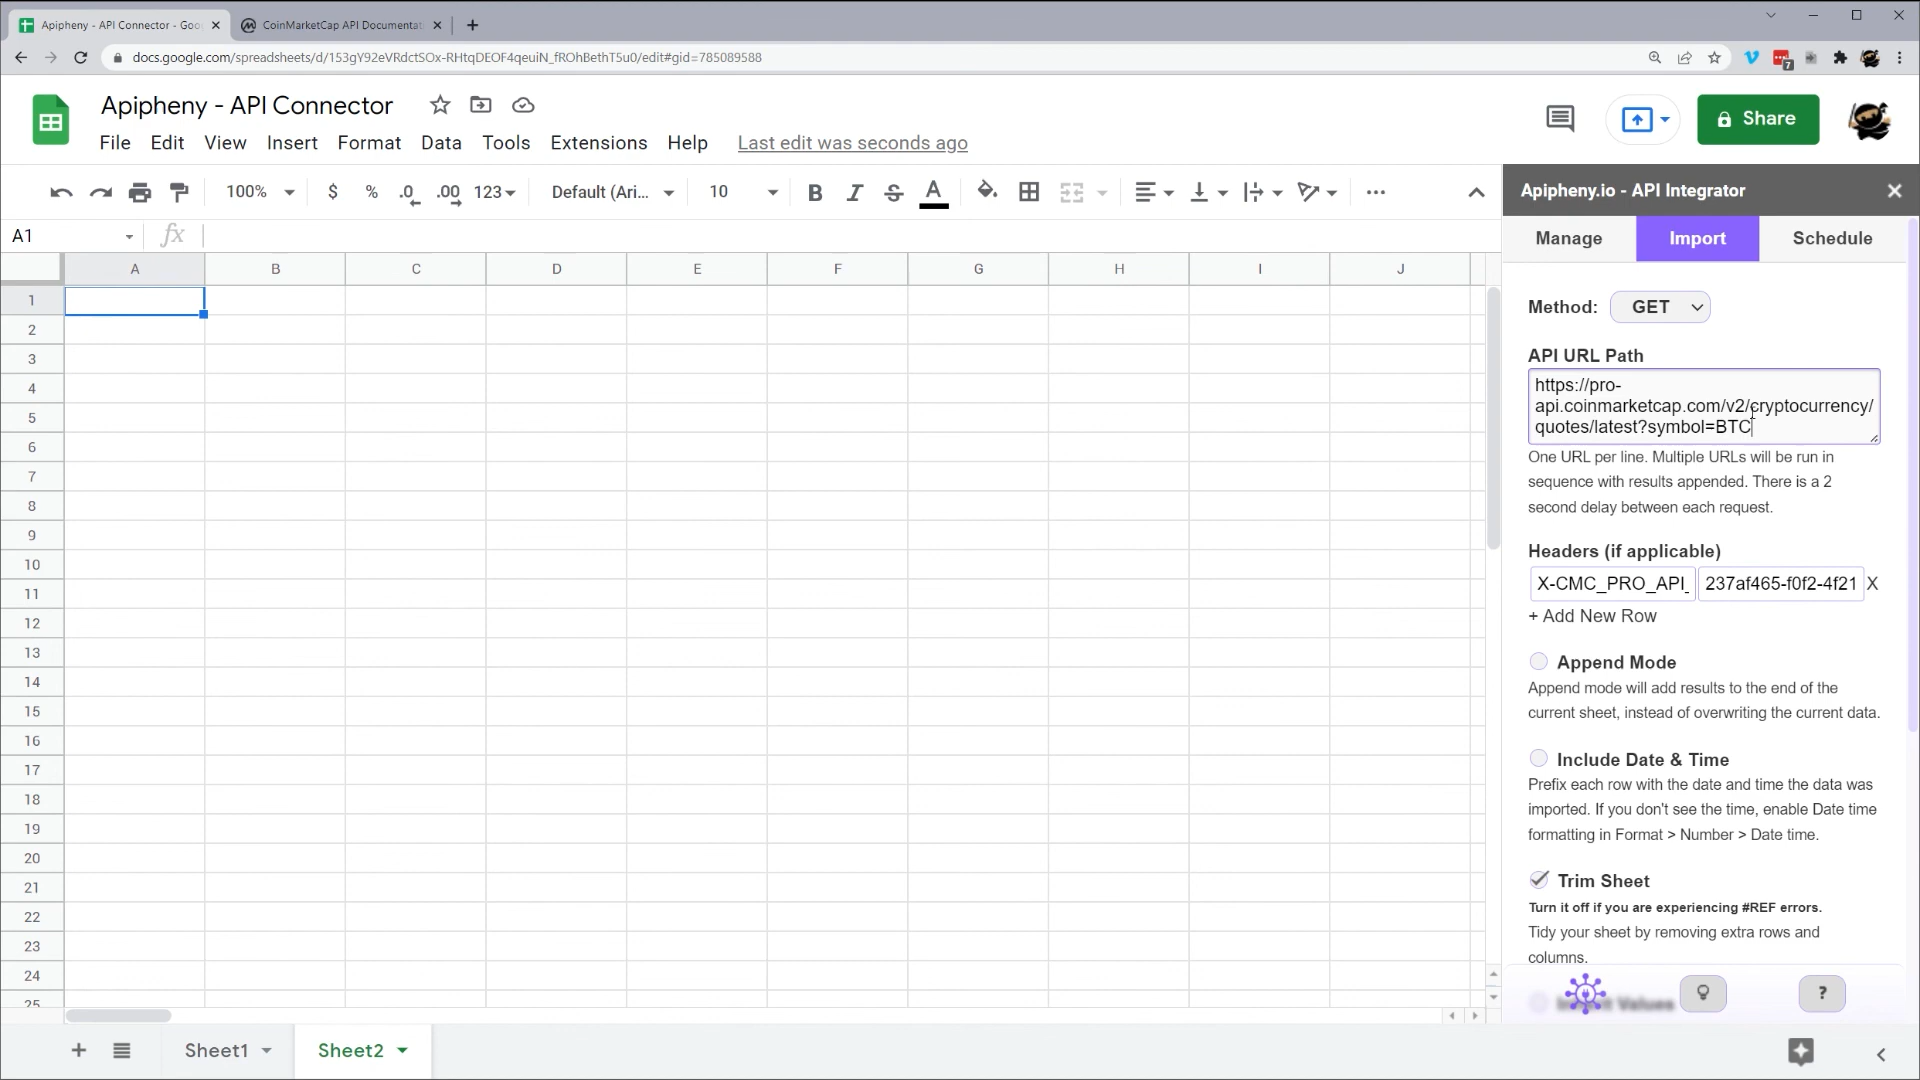 Apipheny - API Connector - Goo
CoinMarketCap API Documentat
docs.google.com/spreadsheets/d/153gY92eVRdctSOx-RHtqDEOF4qeuiN_fROhBethT5u0/edit#gid=785089588
7
Apipheny - API Connector
File Edit View Insert Format Data Tools Extensions Help Last edit was seconds ago
Share
100% $ % .0 .00 123 Default (Ari... 10 B I S A
Apipheny.io - API Integrator
A1 fx
Manage Import Schedule
A B C D E F G H I J
1
2
3
4
5
6
7
8
9
10
11
12
13
14
15
16
17
18
19
20
21
22
23
24
25
Method: GET
API URL Path
https://pro-
api.coinmarketcap.com/v2/cryptocurrency/
quotes/latest?symbol=BTC
One URL per line. Multiple URLs will be run in
sequence with results appended. There is a 2
second delay between each request.
Headers (if applicable)
X-CMC_PRO_API_ 237af465-f0f2-4f21 X
+ Add New Row
Append Mode
Append mode will add results to the end of the
current sheet, instead of overwriting the current data.
Include Date & Time
Prefix each row with the date and time the data was
imported. If you don't see the time, enable Date time
formatting in Format > Number > Date time.
Trim Sheet
Turn it off if you are experiencing #REF errors.
Tidy your sheet by removing extra rows and
columns.
Values
?
Sheet1 Sheet2